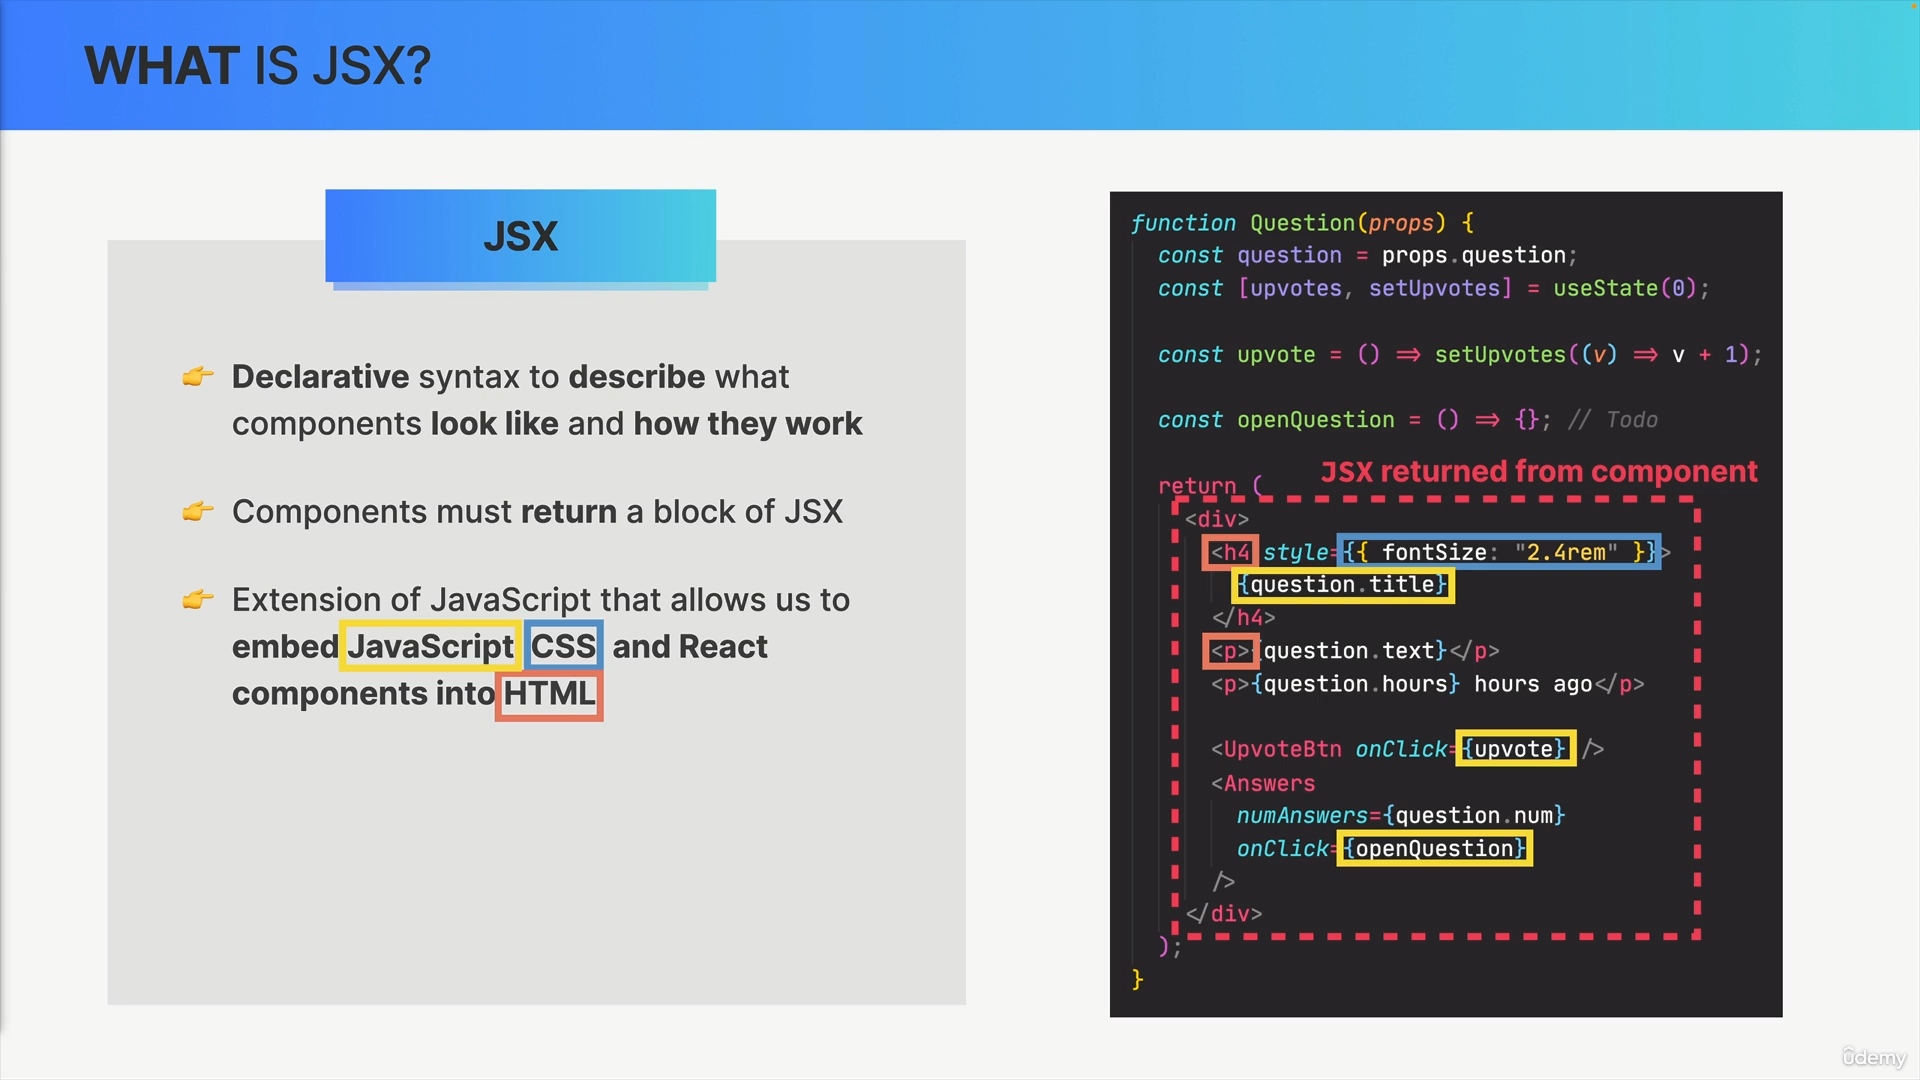 WHAT IS JSX?
JSX
👉 Declarative syntax to describe what
components look like and how they work
👉 Components must return a block of JSX
👉 Extension of JavaScript that allows us to
embed JavaScript CSS and React
components into HTML
function Question(props) {
const question = props.question;
const [upvotes, setUpvotes] = useState(0);
const upvote = () => setUpvotes((v) => v + 1);
const openQuestion = () => {}; // Todo
JSX returned from component
return (
<div>
<h4 style={{ fontSize: "2.4rem" }}>
{question.title}
</h4>
<p>{question.text}</p>
<p>{question.hours} hours ago</p>
<UpvoteBtn onClick={upvote} />
<Answers
numAnswers={question.num}
onClick={openQuestion}
/>
</div>
);
}
ûdemy